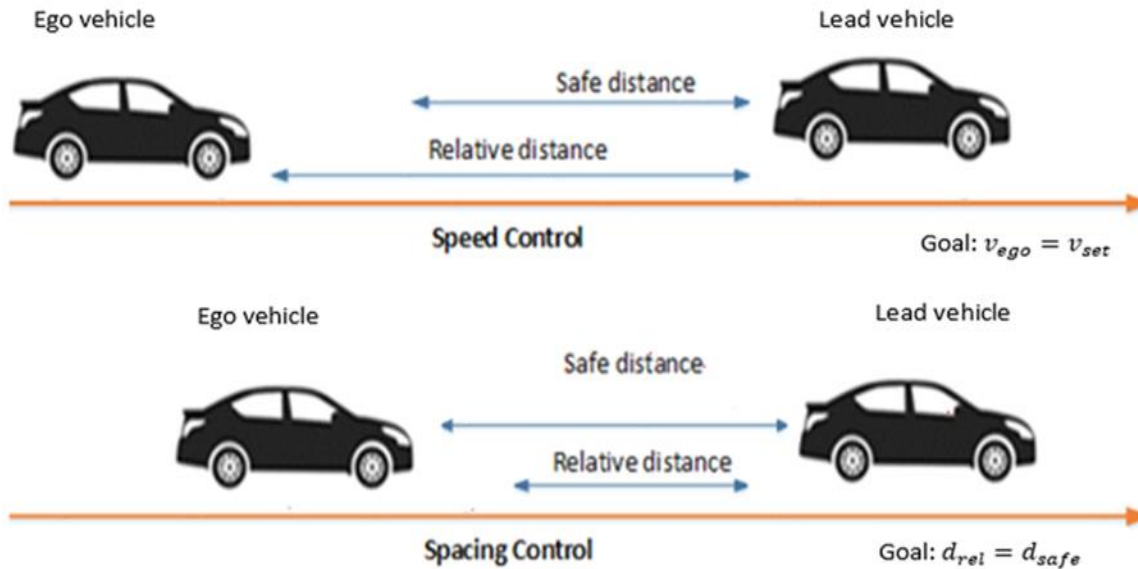 Ego vehicle
Lead vehicle
Safe distance
Relative distance
Speed Control
Goal: v_ego = v_set
Ego vehicle
Lead vehicle
Safe distance
Relative distance
Spacing Control
Goal: d_rel = d_safe